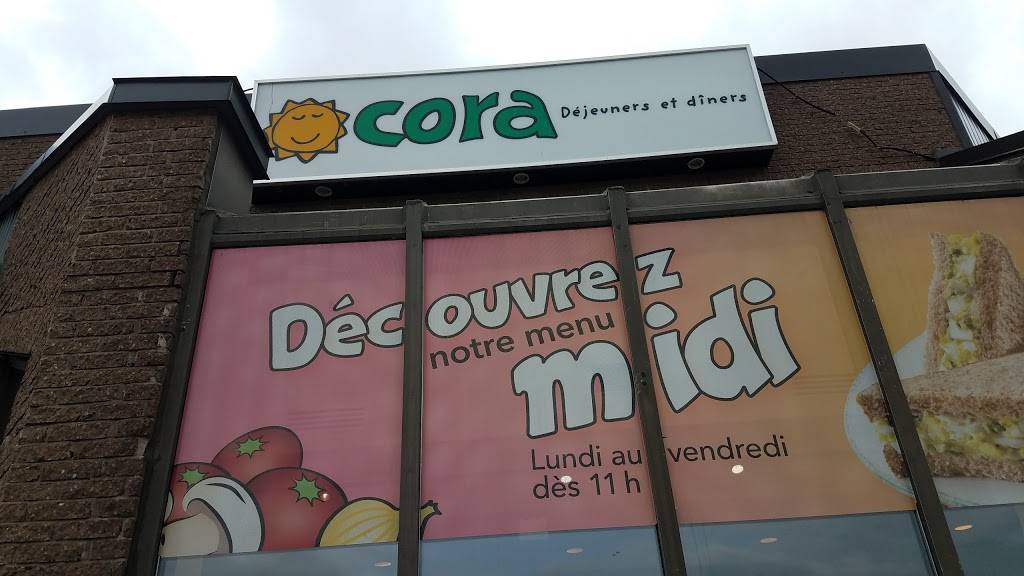 cora
Déjeuners et dîners
Découvrez
notre menu
midi
Lundi au vendredi
dès 11 h